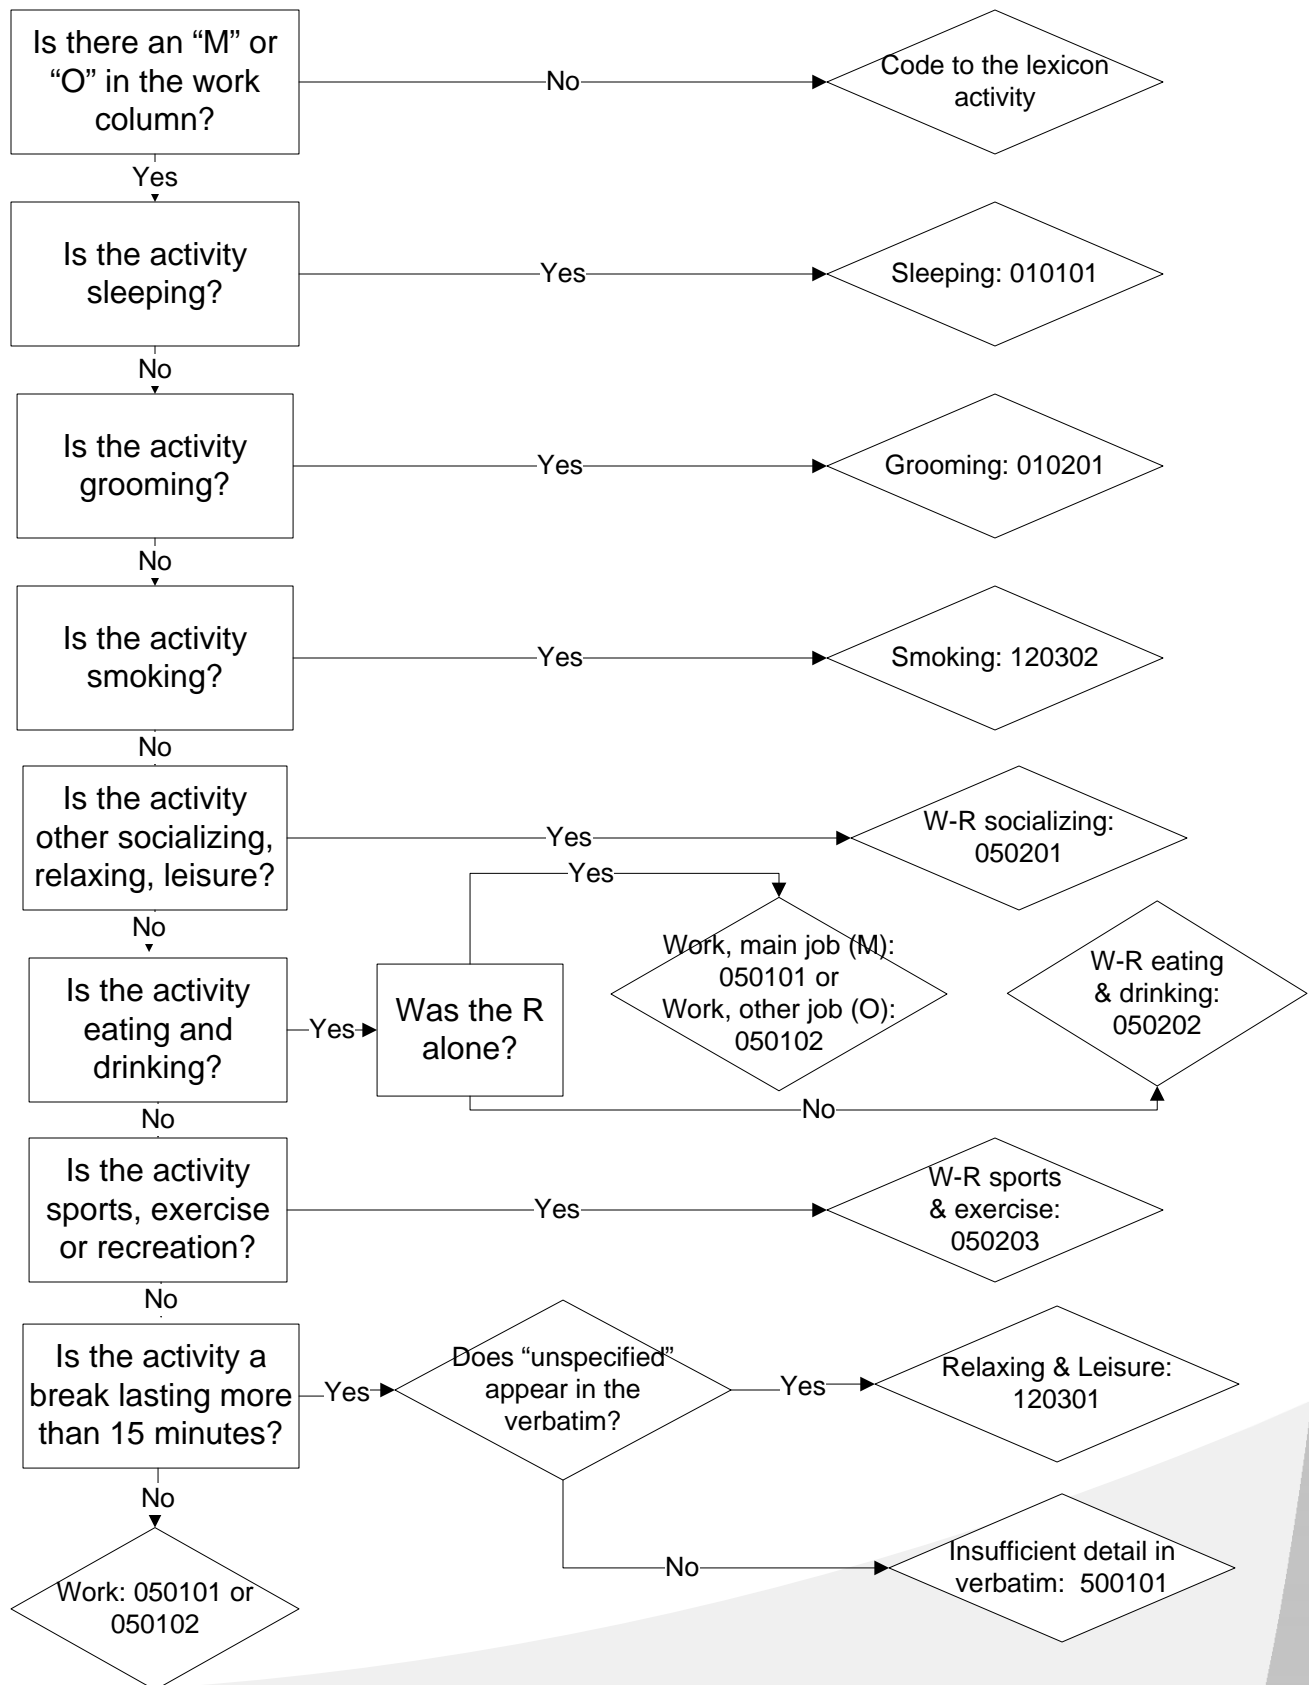 Is there an “M” or
“O” in the work
column?
No
Code to the lexicon
activity
Yes
Is the activity
sleeping?
Yes
Sleeping: 010101
No
Is the activity
grooming?
Yes
Grooming: 010201
No
Is the activity
smoking?
Yes
Smoking: 120302
No
Is the activity
other socializing,
relaxing, leisure?
Yes
W-R socializing:
050201
No
Is the activity
eating and
drinking?
Yes
Was the R
alone?
Yes
Work, main job (M):
050101 or
Work, other job (O):
050102
No
W-R eating
& drinking:
050202
No
Is the activity
sports, exercise
or recreation?
Yes
W-R sports
& exercise:
050203
No
Is the activity a
break lasting more
than 15 minutes?
Yes
Does “unspecified”
appear in the
verbatim?
Yes
Relaxing & Leisure:
120301
No
Insufficient detail in
verbatim:  500101
No
Work: 050101 or
050102